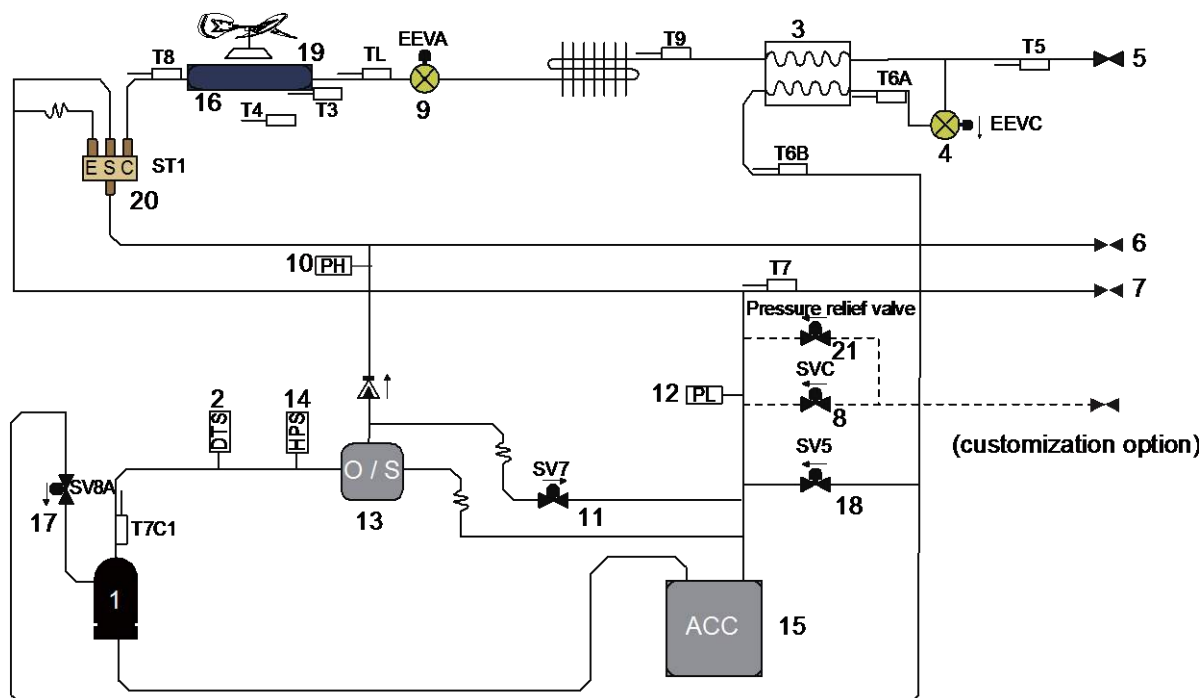 EEVA
3
T8
19
TL
T9
T5
5
16
T4
T3
9
T6A
EEVC
4
E S C
ST1
20
T6B
6
10
PH
T7
7
Pressure relief valve
21
2
14
12
PL
SVC
8
DTS
HPS
(customization option)
SV8A
17
O / S
SV7
SV5
18
T7C1
13
11
1
ACC
15